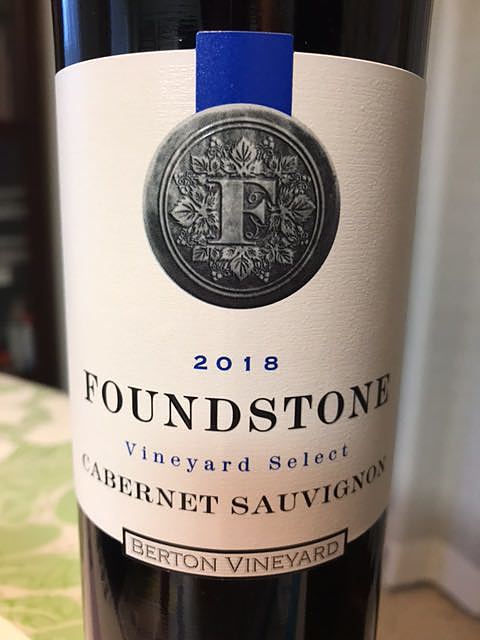 F
2018
FOUNDSTONE
Vineyard Select
CABERNET SAUVIGNON
BERTON VINEYARD